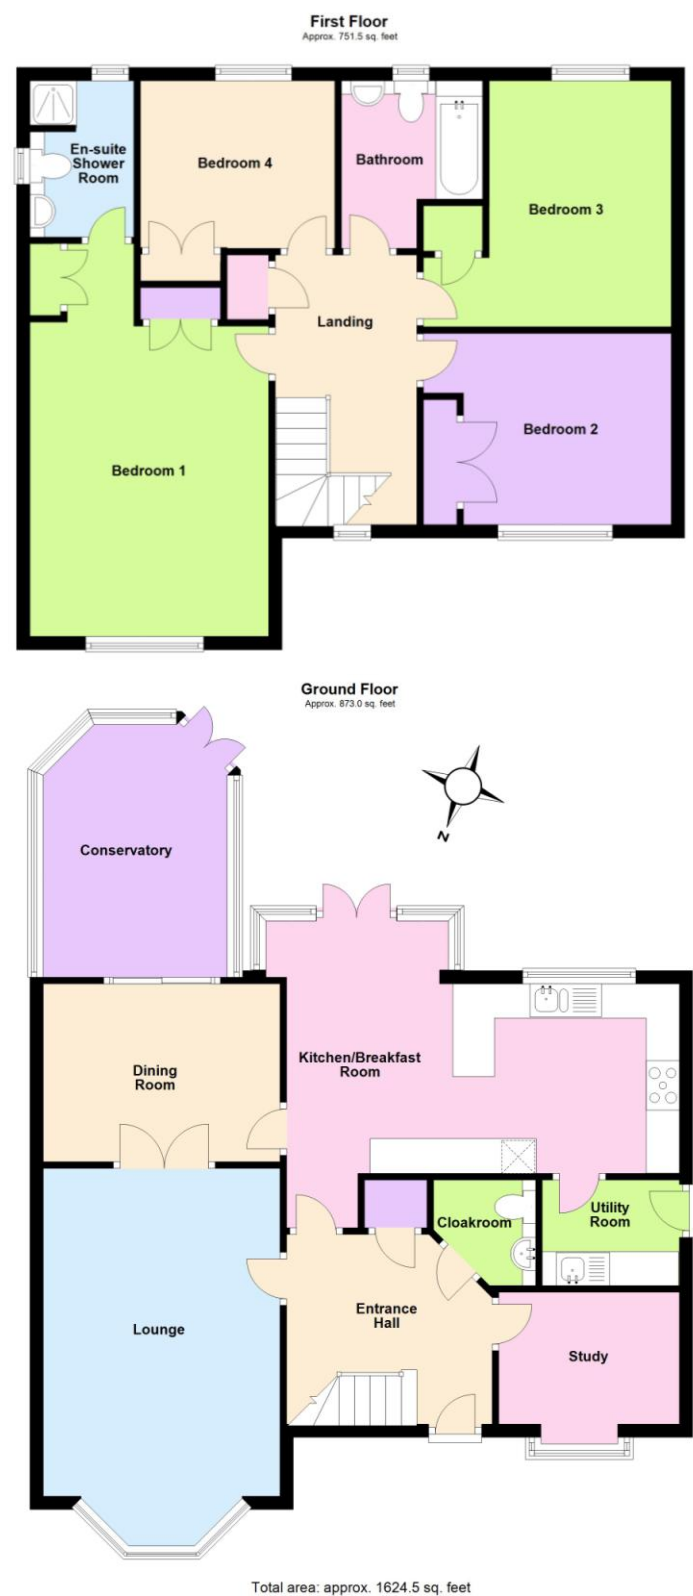 First Floor
Approx. 751.5 sq. feet
En-suite
Shower
Room
Bedroom 4
Bathroom
Bedroom 3
Landing
Bedroom 2
Bedroom 1
Ground Floor
Approx. 873.0 sq. feet
N
Conservatory
Kitchen/Breakfast
Room
Dining
Room
Utility
Room
Cloakroom
Entrance
Hall
Lounge
Study
Total area: approx. 1624.5 sq. feet